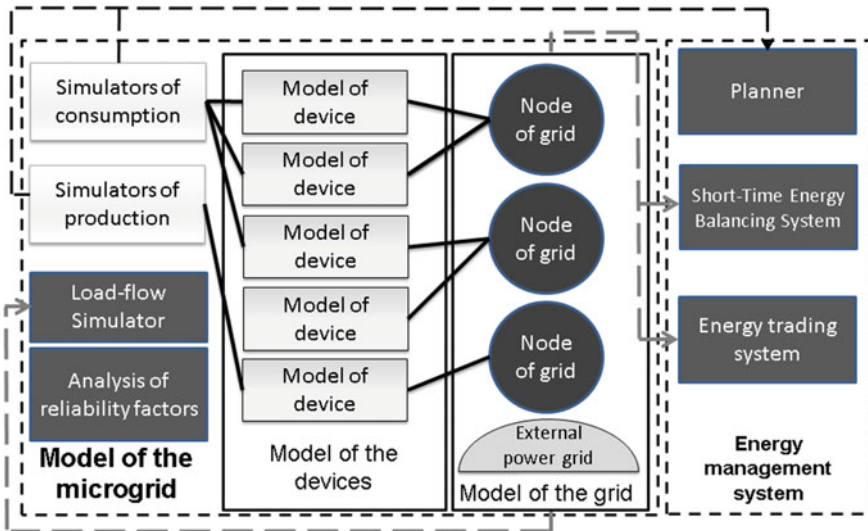 Simulators of
consumption
Simulators of
production
Load-flow
Simulator
Analysis of
reliability factors
Model of the
microgrid
Model of
device
Model of
device
Model of
device
Model of
device
Model of
device
Model of the
devices
Node
of grid
Node
of grid
Node
of grid
External
power grid
Model of the grid
Planner
Short-Time Energy
Balancing System
Energy trading
system
Energy
management
system